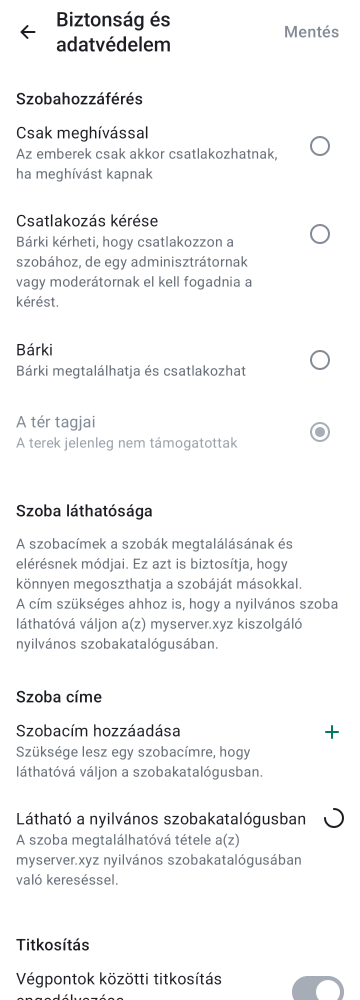 Biztonság és
adatvédelem
Mentés
Szobahozzáférés
Csak meghívással
Az emberek csak akkor csatlakozhatnak,
ha meghívást kapnak
Csatlakozás kérése
Bárki kérheti, hogy csatlakozzon a
szobához, de egy adminisztrátornak
vagy moderátornak el kell fogadnia a
kérést.
Bárki
Bárki megtalálhatja és csatlakozhat
A tér tagjai
A terek jelenleg nem támogatottak
Szoba láthatósága
A szobacímek a szobák megtalálásának és
elérésnek módjai. Ez azt is biztosítja, hogy
könnyen megoszthatja a szobáját másokkal.
A cím szükséges ahhoz is, hogy a nyilvános szoba
láthatóvá váljon a(z) myserver.xyz kiszolgáló
nyilvános szobakatalógusában.
Szoba címe
Szobacím hozzáadása
Szüksége lesz egy szobacímre, hogy
láthatóvá váljon a szobakatalógusban.
Látható a nyilvános szobakatalógusban
A szoba megtalálhatóvá tétele a(z)
myserver.xyz nyilvános szobakatalógusában
való kereséssel.
Titkosítás
Végpontok közötti titkosítás
engedélyezése